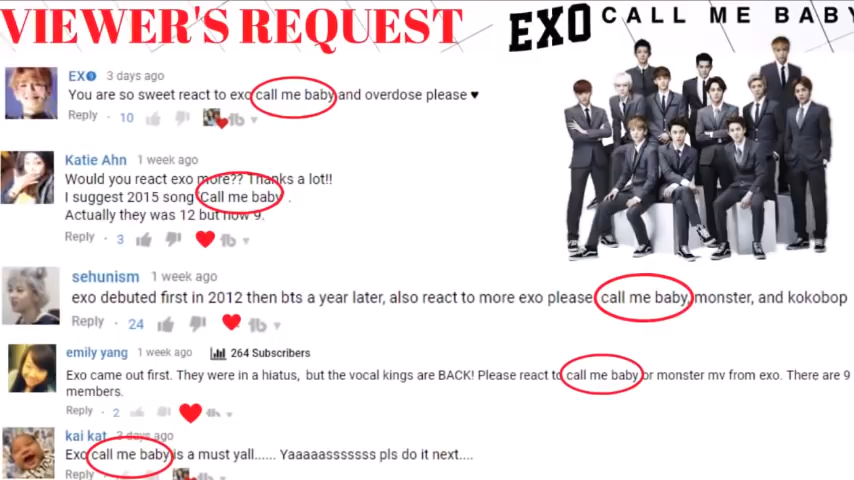 VIEWER'S REQUEST
EXO CALL ME BABY
EXO 3 days ago
You are so sweet react to exo call me baby and overdose please ♥
Reply · 10
Katie Ahn 1 week ago
Would you react exo more?? Thanks a lot!!
I suggest 2015 song Call me baby .
Actually they was 12 but now 9.
Reply · 3
sehunism 1 week ago
exo debuted first in 2012 then bts a year later, also react to more exo please, call me baby, monster, and kokobop
Reply · 24
emily yang 1 week ago 264 Subscribers
Exo came out first. They were in a hiatus, but the vocal kings are BACK! Please react to call me baby or monster mv from exo. There are 9
members.
Reply · 2
kai kat 3 days ago
Exo call me baby is a must yall...... Yaaaaasssssss pls do it next....
Reply